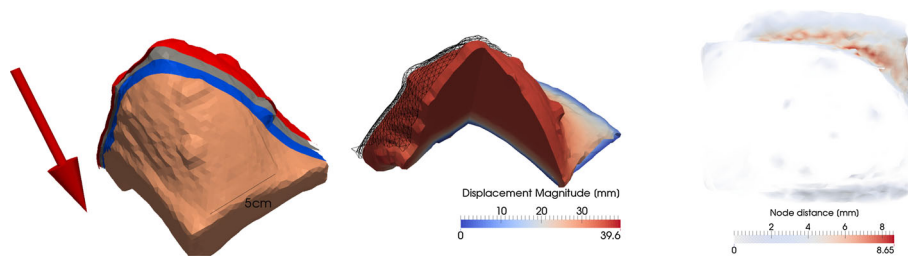 5cm
Displacement Magnitude (mm)
10 20 30
0 39.6
Node distance (mm)
2 4 6 8
0 8.65